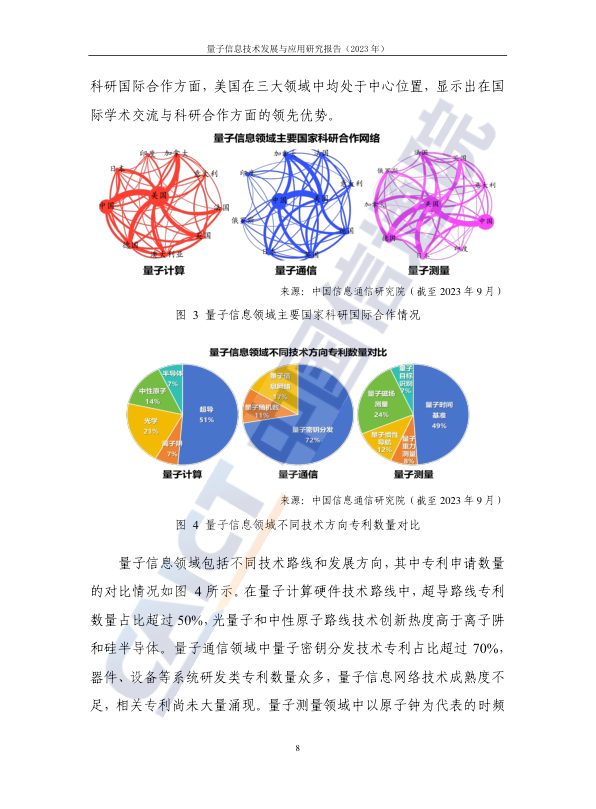 量子信息技术发展与应用研究报告（2023 年）
科研国际合作方面，美国在三大领域中均处于中心位置，显示出在国
际学术交流与科研合作方面的领先优势。
量子信息领域主要国家科研合作网络
印度 加拿大
日本
意大利
中国
美国
法国
英国
德国
澳大利亚
量子计算
加拿大 法国
印度
意大利
中国
美国
俄罗斯
德国
日本
英国
量子通信
法国
英国
俄罗斯
意大利
加拿大
美国
中国
德国
印度
日本
量子测量
来源：中国信息通信研究院（截至 2023 年 9 月）
图 3 量子信息领域主要国家科研国际合作情况
量子信息领域不同技术方向专利数量对比
半导体
7%
中性原子
14%
超导
51%
光学
21%
离子阱
7%
量子计算
量子信
息网络
17%
量子随机数
11%
量子密钥分发
72%
量子通信
量子
目标
识别
7%
量子磁场
测量
24%
量子时间
基准
49%
量子惯性
导航
12%
量子
重力
测量
8%
量子测量
来源：中国信息通信研究院（截至 2023 年 9 月）
图 4 量子信息领域不同技术方向专利数量对比
量子信息领域包括不同技术路线和发展方向，其中专利申请数量
的对比情况如图 4 所示。在量子计算硬件技术路线中，超导路线专利
数量占比超过 50%，光量子和中性原子路线技术创新热度高于离子阱
和硅半导体。量子通信领域中量子密钥分发技术专利占比超过 70%，
器件、设备等系统研发类专利数量众多，量子信息网络技术成熟度不
足，相关专利尚未大量涌现。量子测量领域中以原子钟为代表的时频
8
CAICT 中国信通院